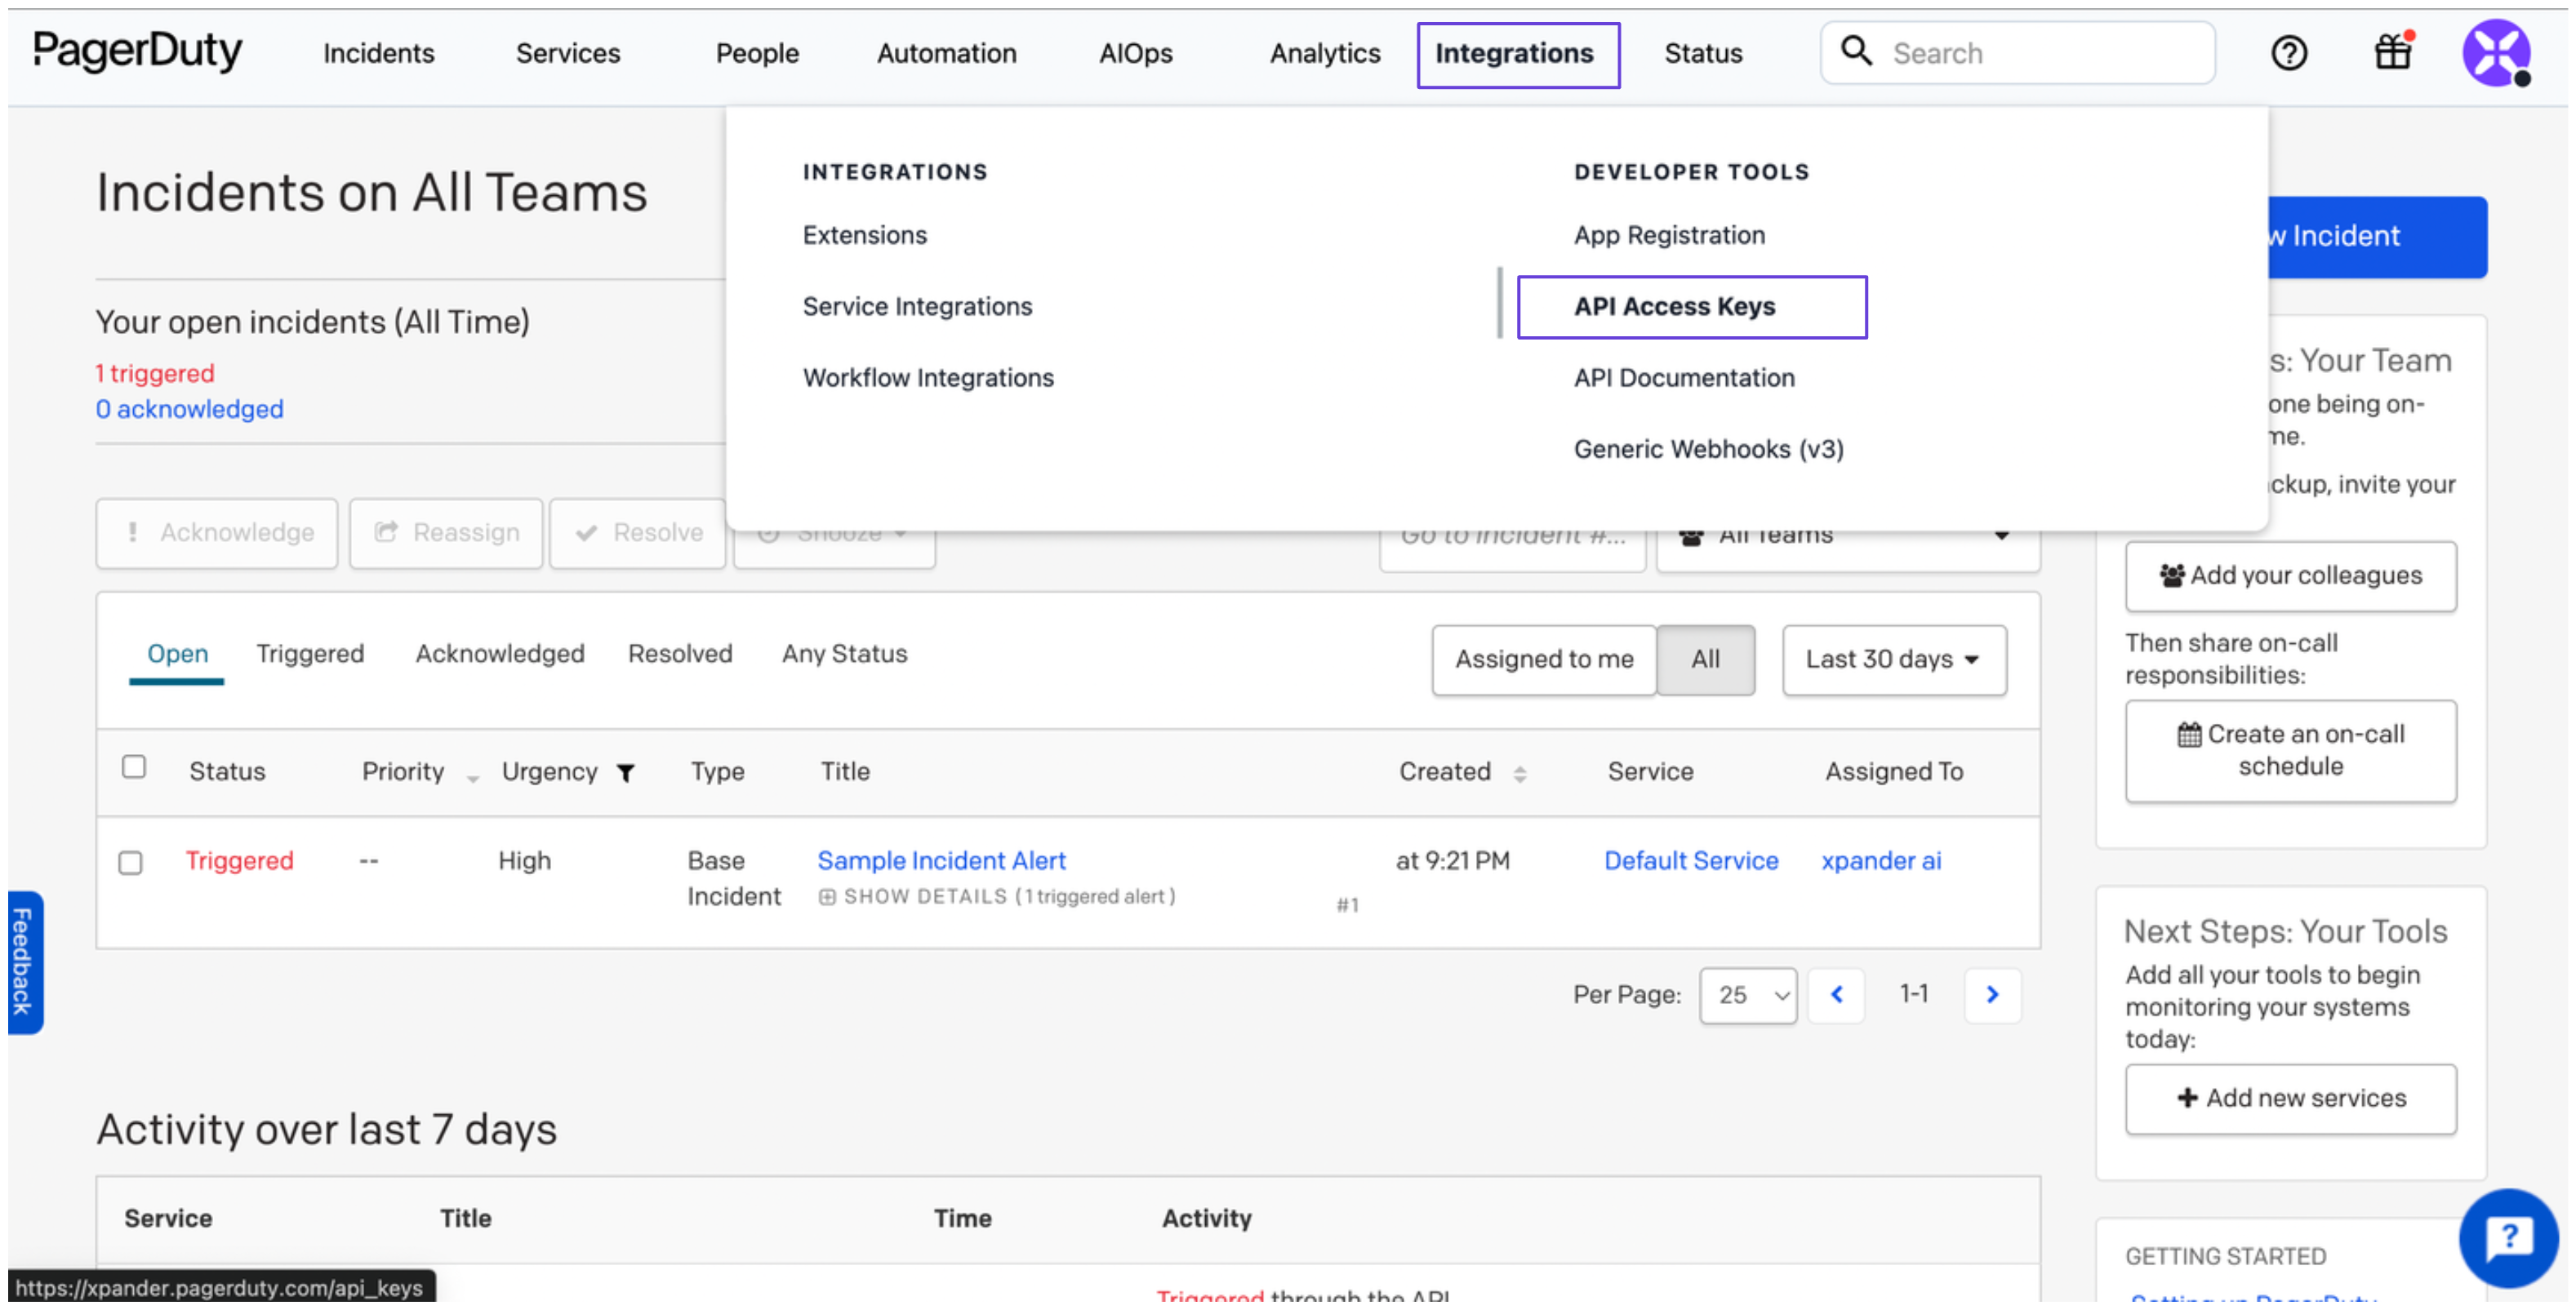 PagerDuty
Incidents
Services
People
Automation
AIOps
Analytics
Integrations
Status
Search
INTEGRATIONS
Extensions
Service Integrations
Workflow Integrations
DEVELOPER TOOLS
App Registration
API Access Keys
API Documentation
Generic Webhooks (v3)
Incidents on All Teams
w Incident
Your open incidents (All Time)
1 triggered
0 acknowledged
Acknowledge
Reassign
Resolve
Snooze
Go to incident #...
All Teams
Open
Triggered
Acknowledged
Resolved
Any Status
Assigned to me
All
Last 30 days
Status
Priority
Urgency
Type
Title
Created
Service
Assigned To
Triggered
--
High
Base
Incident
Sample Incident Alert
SHOW DETAILS (1 triggered alert)
#1
at 9:21 PM
Default Service
xpander ai
Per Page:
25
1-1
Activity over last 7 days
Service
Title
Time
Activity
Triggered through the API
s: Your Team
one being on-
me.
ckup, invite your
Add your colleagues
Then share on-call
responsibilities:
Create an on-call
schedule
Next Steps: Your Tools
Add all your tools to begin
monitoring your systems
today:
Add new services
GETTING STARTED
Setting up PagerDuty
Feedback
https://xpander.pagerduty.com/api_keys